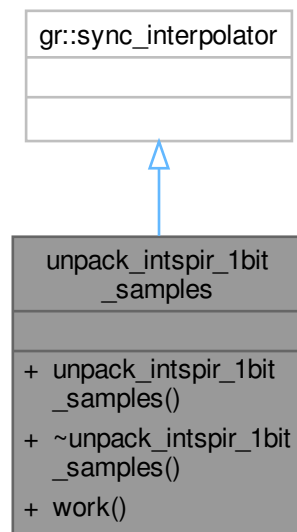 gr::sync_interpolator
unpack_intspir_1bit
_samples
+ unpack_intspir_1bit
_samples()
+ ~unpack_intspir_1bit
_samples()
+ work()